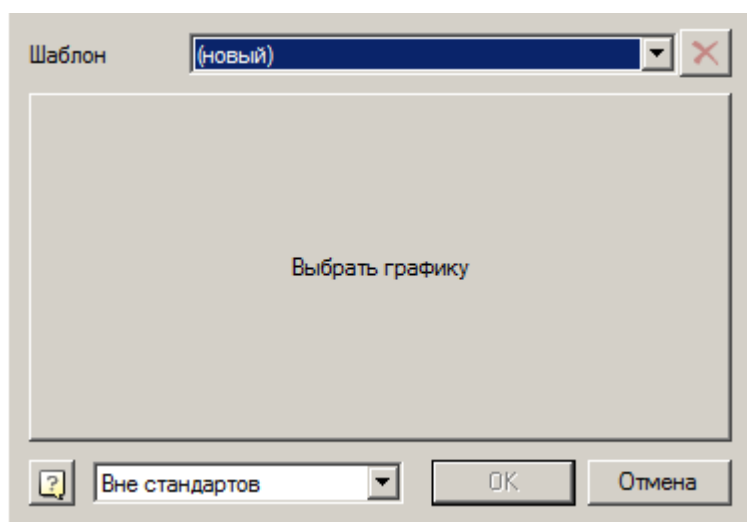 Шаблон
(новый)
Выбрать графику
?
Вне стандартов
OK
Отмена